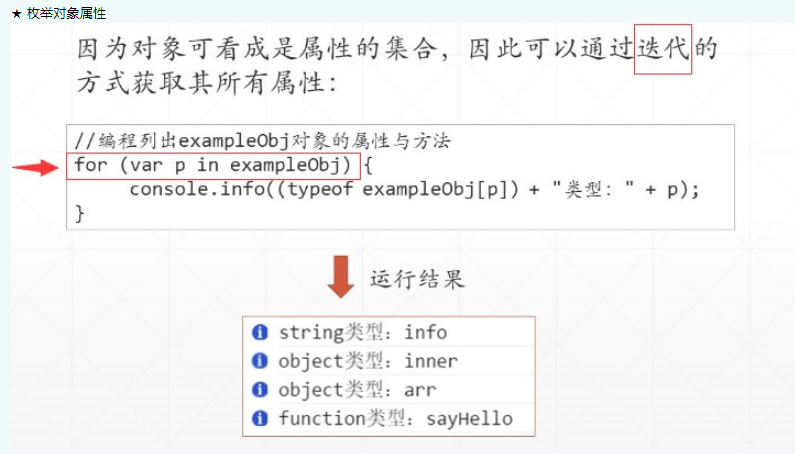 ★ 枚举对象属性
因为对象可看成是属性的集合，因此可以通过迭代的
方式获取其所有属性：
//编程列出exampleObj对象的属性与方法
for (var p in exampleObj) {
console.info((typeof exampleObj[p]) + "类型：" + p);
}
运行结果
string类型：info
object类型：inner
object类型：arr
function类型：sayHello